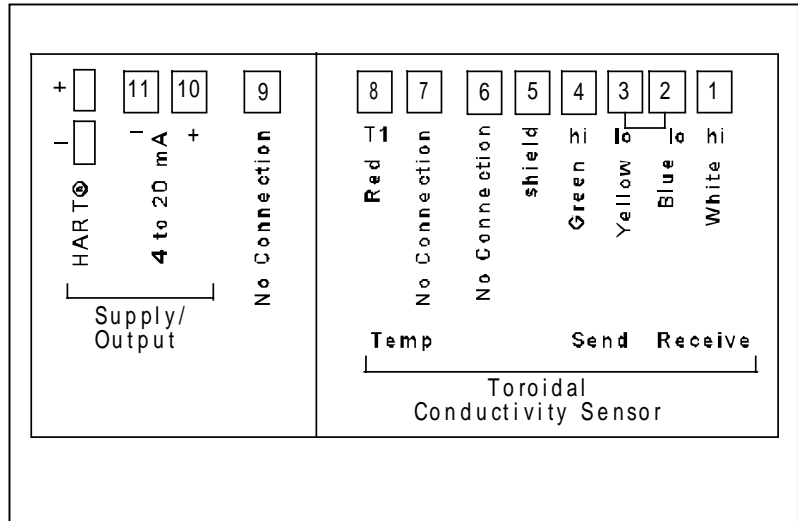 + 11 10 9 8 7 6 5 4 3 2 1
−
HART®
− +
4 to 20 mA
No Connection
T1
Red
No Connection
No Connection
shield
hi
Green
lo
Yellow
lo
Blue
hi
White
Supply/
Output
Temp Send Receive
Toroidal
Conductivity Sensor